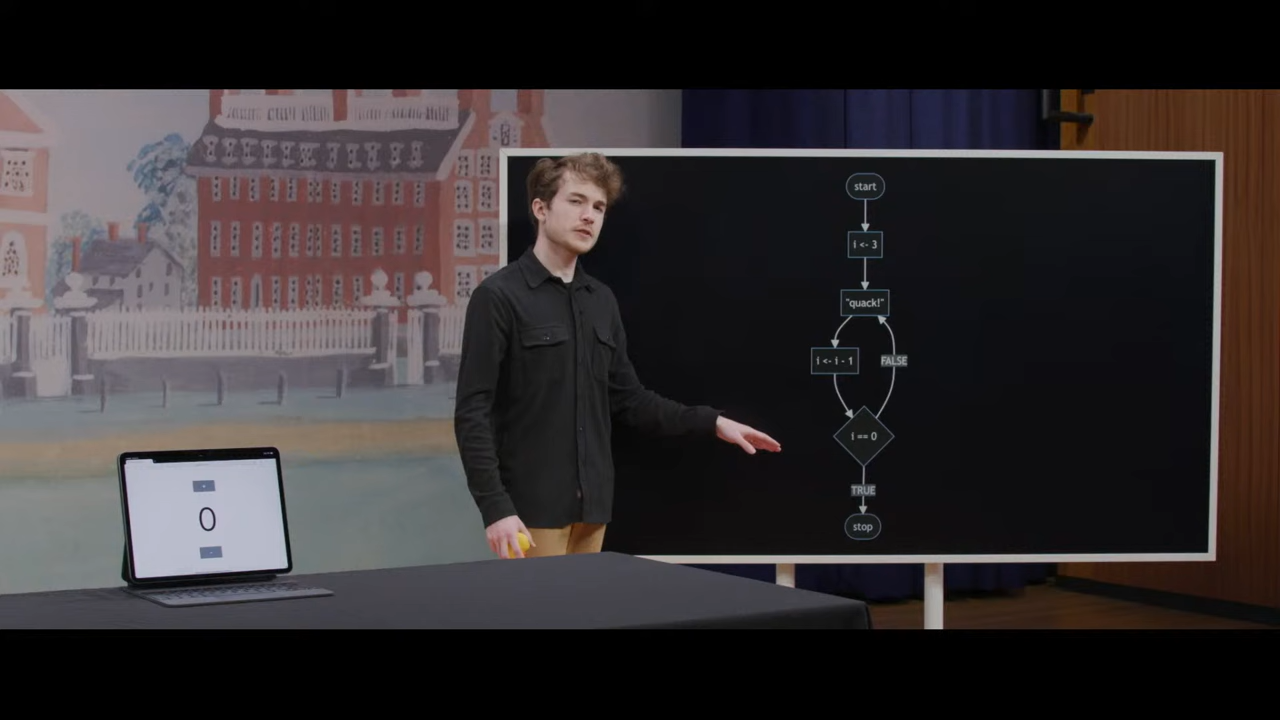 start
i <- 3
"quack!"
i <- i - 1
FALSE
i == 0
TRUE
stop
0